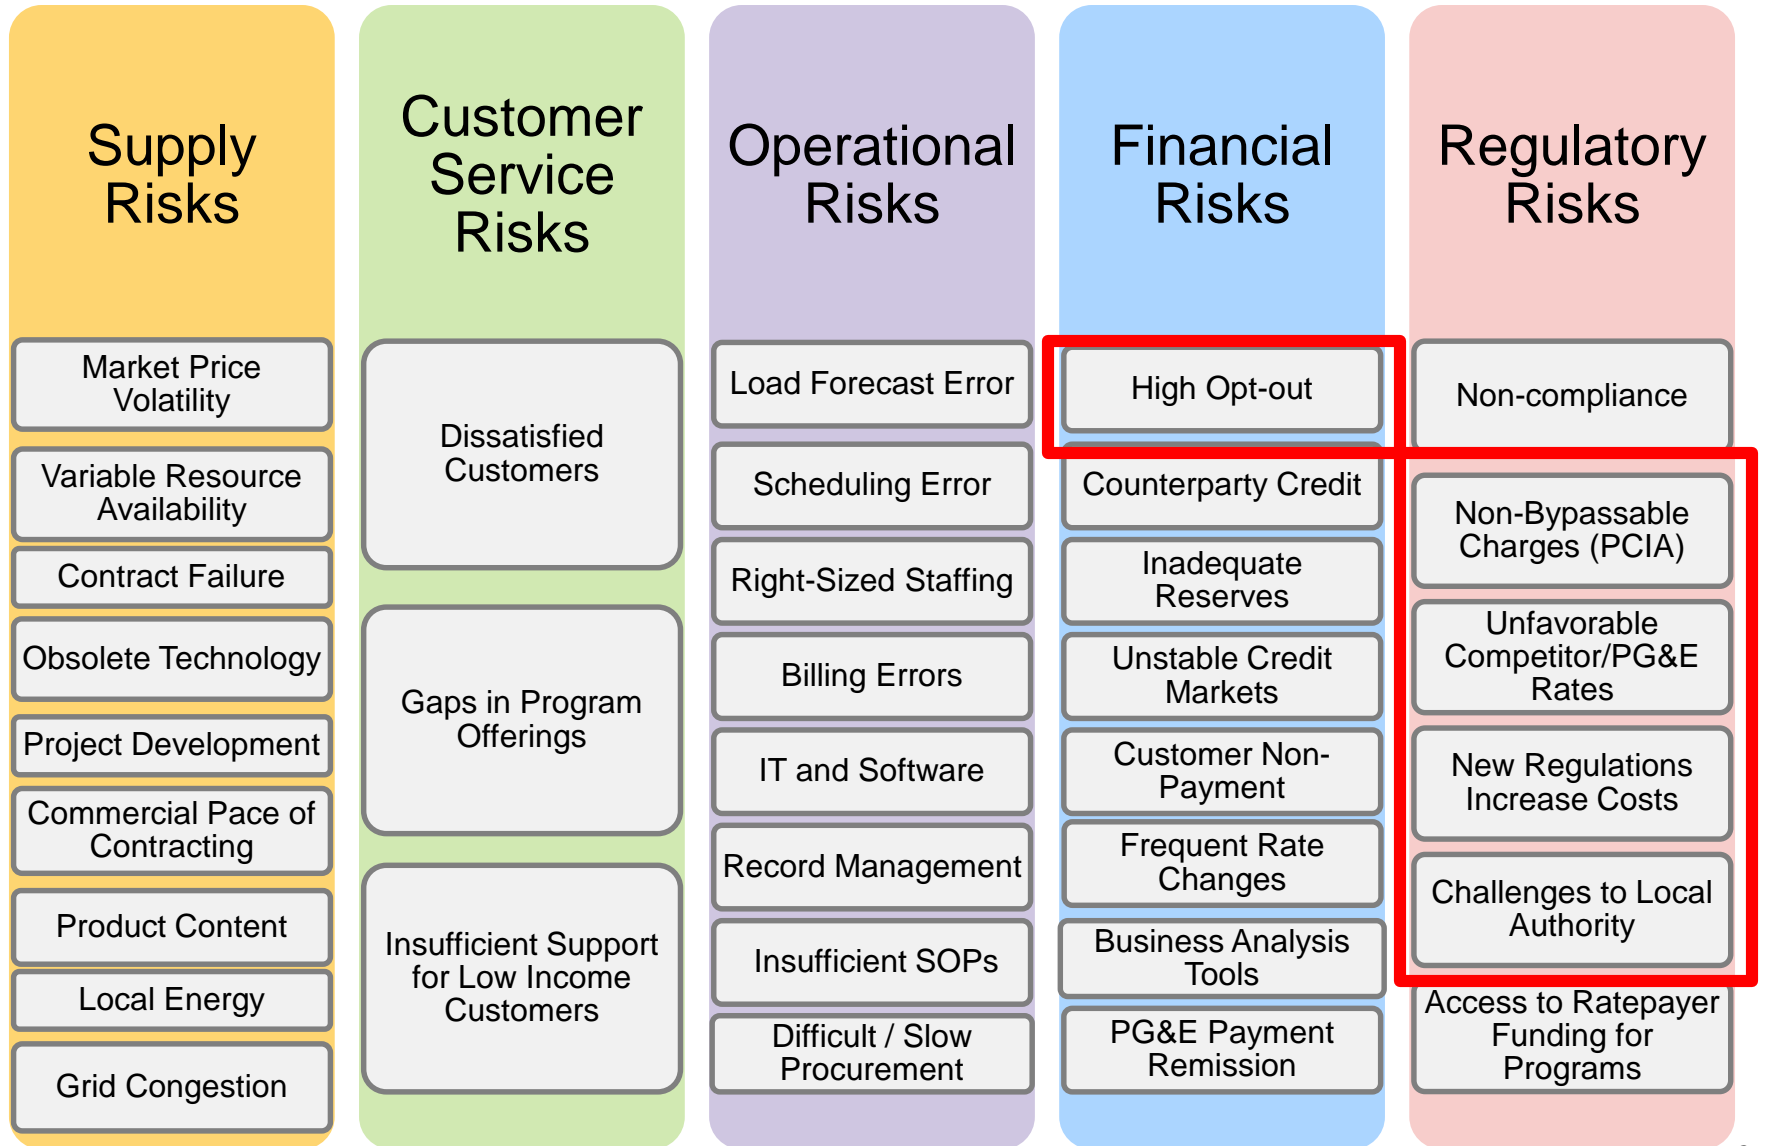 Supply
Risks
Market Price
Volatility
Variable Resource
Availability
Contract Failure
Obsolete Technology
Project Development
Commercial Pace of
Contracting
Product Content
Local Energy
Grid Congestion
Customer
Service
Risks
Dissatisfied
Customers
Gaps in Program
Offerings
Insufficient Support
for Low Income
Customers
Operational
Risks
Load Forecast Error
Scheduling Error
Right-Sized Staffing
Billing Errors
IT and Software
Record Management
Insufficient SOPs
Difficult / Slow
Procurement
Financial
Risks
High Opt-out
Counterparty Credit
Inadequate
Reserves
Unstable Credit
Markets
Customer Non-
Payment
Frequent Rate
Changes
Business Analysis
Tools
PG&E Payment
Remission
Regulatory
Risks
Non-compliance
Non-Bypassable
Charges (PCIA)
Unfavorable
Competitor/PG&E
Rates
New Regulations
Increase Costs
Challenges to Local
Authority
Access to Ratepayer
Funding for
Programs